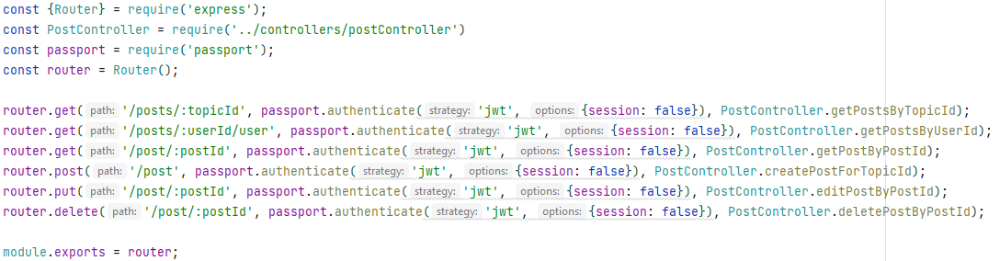 const {Router} = require('express');
const PostController = require('../controllers/postController')
const passport = require('passport');
const router = Router();
router.get( path: '/posts/:topicId', passport.authenticate( strategy: 'jwt', options: {session: false}), PostController.getPostsByTopicId);
router.get( path: '/posts/:userId/user', passport.authenticate( strategy: 'jwt', options: {session: false}), PostController.getPostsByUserId);
router.get( path: '/post/:postId', passport.authenticate( strategy: 'jwt', options: {session: false}), PostController.getPostByPostId);
router.post( path: '/post', passport.authenticate( strategy: 'jwt', options: {session: false}), PostController.createPostForTopicId);
router.put( path: '/post/:postId', passport.authenticate( strategy: 'jwt', options: {session: false}), PostController.editPostByPostId);
router.delete( path: '/post/:postId', passport.authenticate( strategy: 'jwt', options: {session: false}), PostController.deletePostByPostId);
module.exports = router;